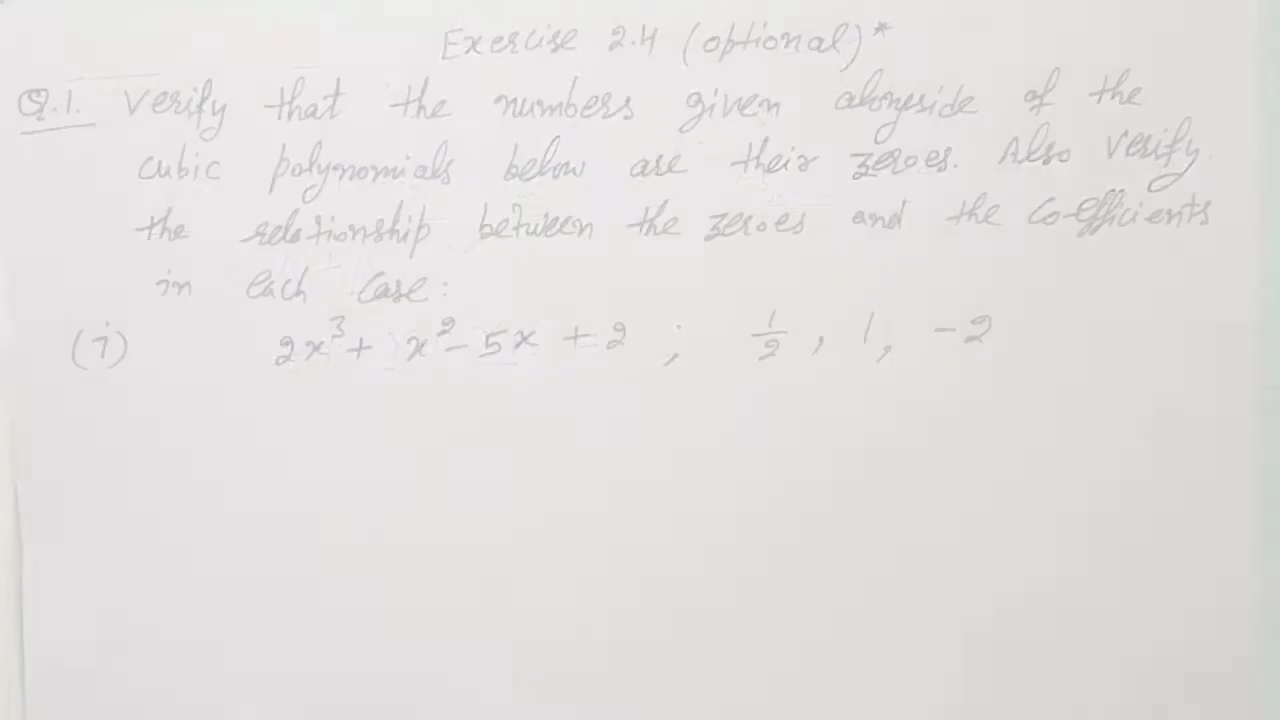 Exercise 2.4 (optional)*
Q.1. Verify that the numbers given alongside of the
cubic polynomials below are their zeroes. Also verify
the relationship between the zeroes and the Co-efficients
in each case:
(i) 2x³ + x² - 5x + 2 ; 1/2, 1, -2